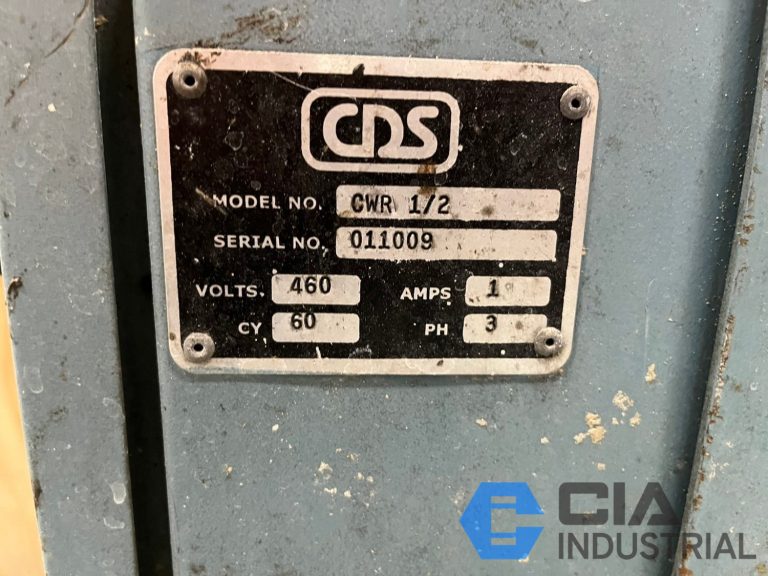 CDS
MODEL NO. CWR 1/2
SERIAL NO. 011009
VOLTS. 460 AMPS 1
CY 60 PH 3
CIA
INDUSTRIAL